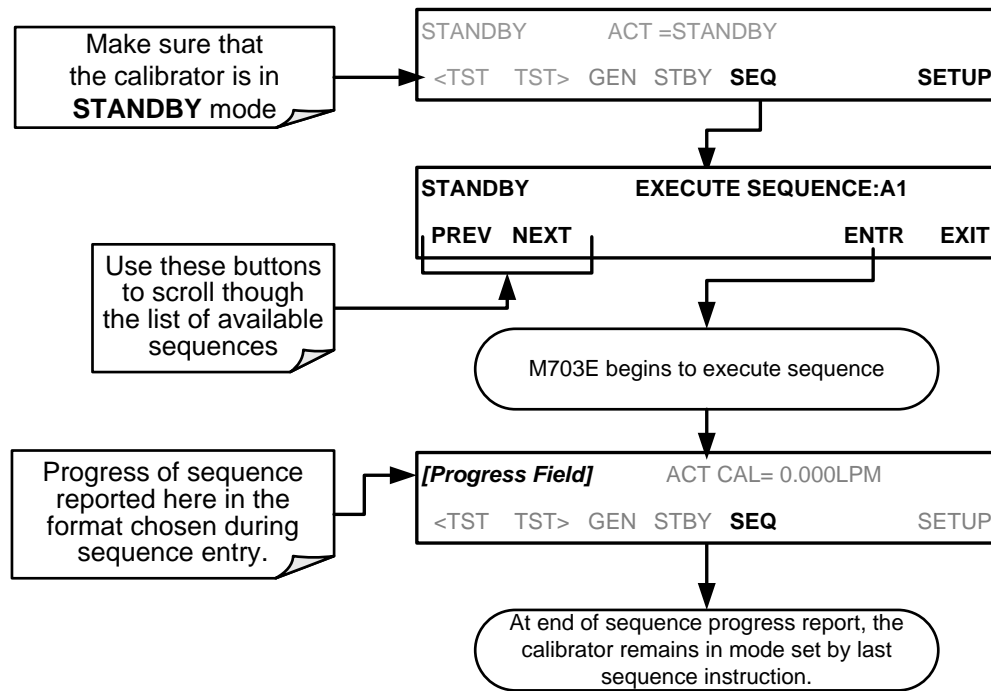 Make sure that
the calibrator is in
STANDBY mode
STANDBY ACT =STANDBY
<TST TST> GEN STBY SEQ SETUP
STANDBY EXECUTE SEQUENCE:A1
PREV NEXT ENTR EXIT
Use these buttons
to scroll though
the list of available
sequences
M703E begins to execute sequence
Progress of sequence
reported here in the
format chosen during
sequence entry.
[Progress Field] ACT CAL= 0.000LPM
<TST TST> GEN STBY SEQ SETUP
At end of sequence progress report, the
calibrator remains in mode set by last
sequence instruction.